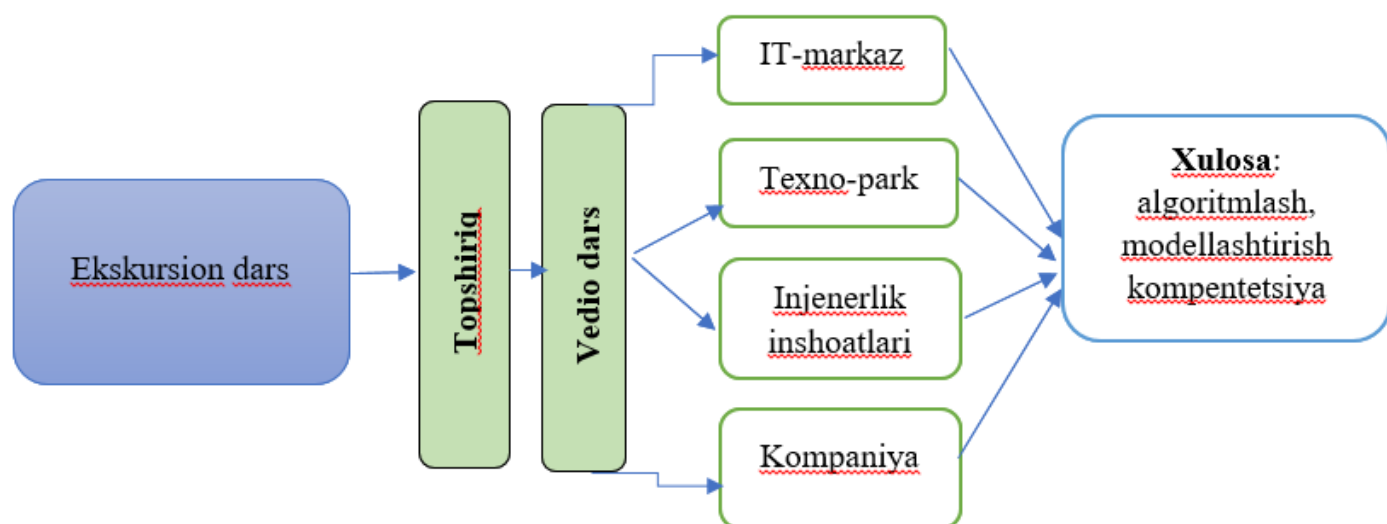 Ekskursion dars
Topshiriq
Vedio dars
IT-markaz
Texno-park
Injenerlik
inshoatlari
Kompaniya
Xulosa:
algoritmlash,
modellashtirish
kompentetsiya